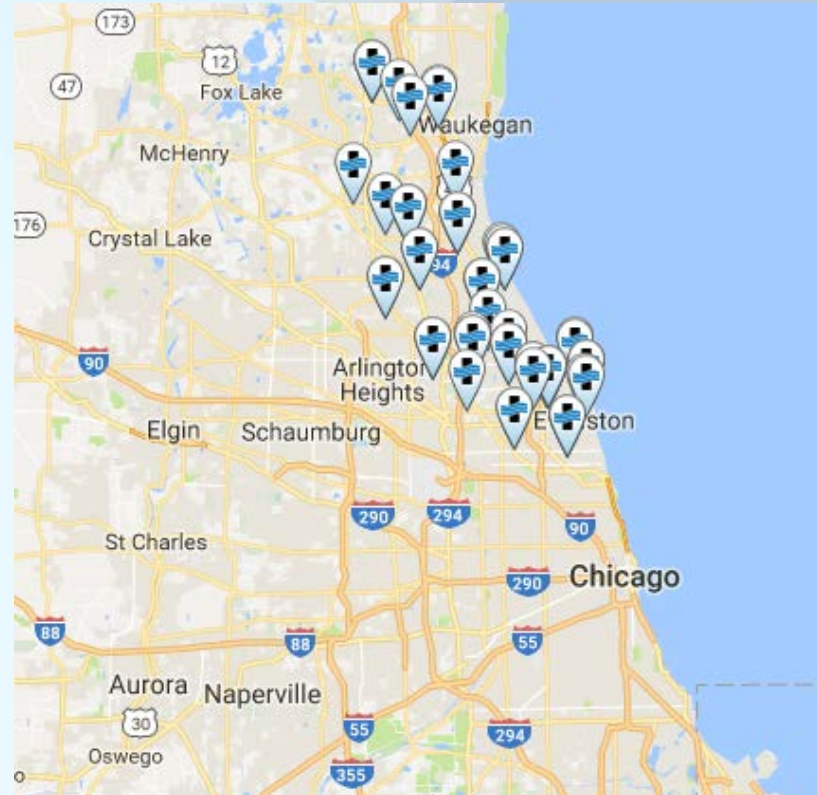 173
12
47
Fox Lake
Waukegan
McHenry
176
Crystal Lake
94
90
Arlington
Heights
Elgin
Schaumburg
290
294
90
St Charles
290
Chicago
88
88
55
Aurora
Naperville
30
55
294
Oswego
355